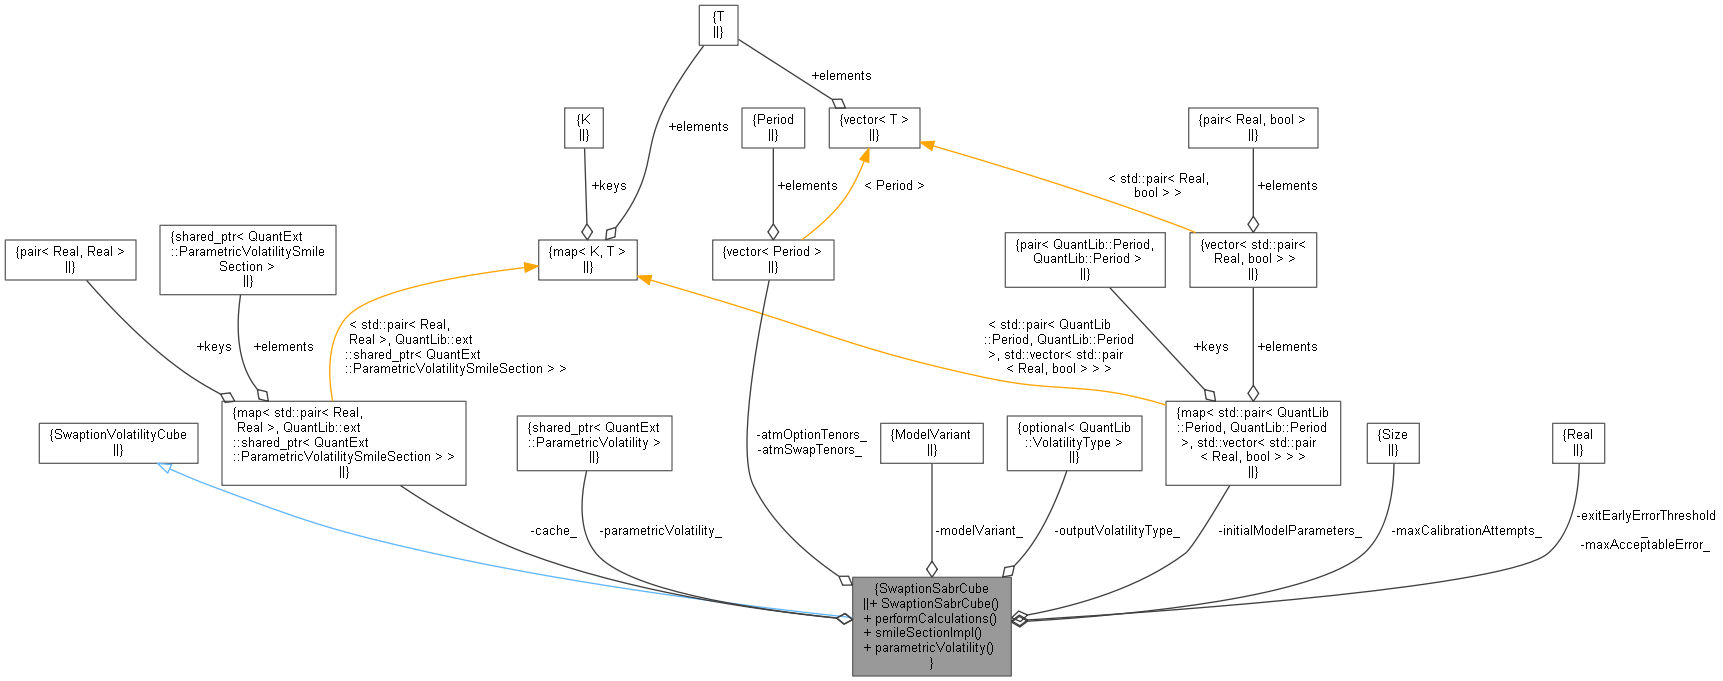 {T
||}
+elements
{K
||}
+elements
{Period
||}
{vector< T >
||}
{pair< Real, bool >
||}
+keys
+elements
< Period >
< std::pair< Real,
bool > >
+elements
{pair< Real, Real >
||}
{shared_ptr< QuantExt
::ParametricVolatilitySmile
Section >
||}
{map< K, T >
||}
{vector< Period >
||}
{pair< QuantLib::Period,
QuantLib::Period >
||}
{vector< std::pair<
Real, bool > >
||}
+keys
+elements
< std::pair< Real,
Real >, QuantLib::ext
::shared_ptr< QuantExt
::ParametricVolatilitySmileSection > >
< std::pair< QuantLib
::Period, QuantLib::Period
>, std::vector< std::pair
< Real, bool > > >
+keys
+elements
{SwaptionVolatilityCube
||}
{map< std::pair< Real,
Real >, QuantLib::ext
::shared_ptr< QuantExt
::ParametricVolatilitySmileSection > >
||}
{shared_ptr< QuantExt
::ParametricVolatility >
||}
-atmOptionTenors_
-atmSwapTenors_
{ModelVariant
||}
{optional< QuantLib
::VolatilityType >
||}
{map< std::pair< QuantLib
::Period, QuantLib::Period
>, std::vector< std::pair
< Real, bool > > >
||}
{Size
||}
{Real
||}
-cache_
-parametricVolatility_
-modelVariant_
-outputVolatilityType_
-initialModelParameters_
-maxCalibrationAttempts_
-exitEarlyErrorThreshold
_
-maxAcceptableError_
{SwaptionSabrCube
||+ SwaptionSabrCube()
+ performCalculations()
+ smileSectionImpl()
+ parametricVolatility()
}